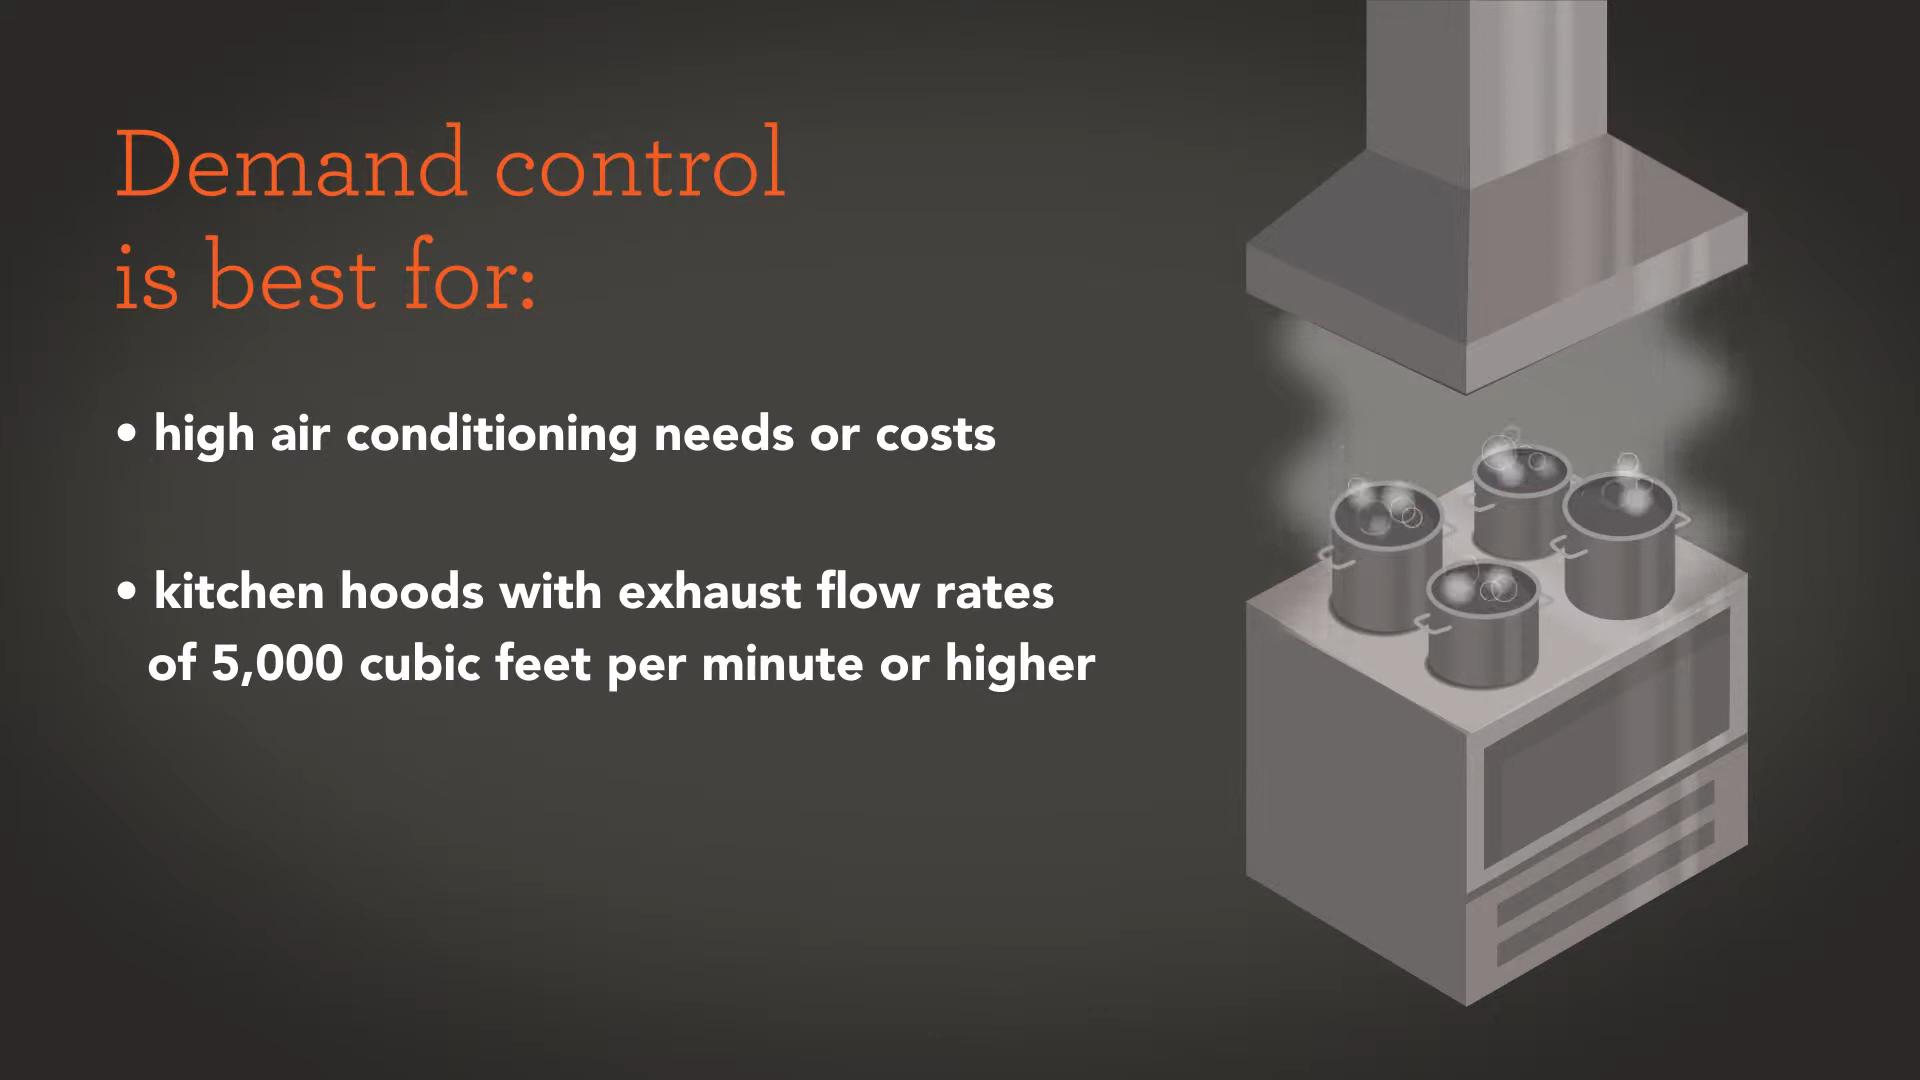 Demand control
is best for:
• high air conditioning needs or costs
• kitchen hoods with exhaust flow rates
of 5,000 cubic feet per minute or higher